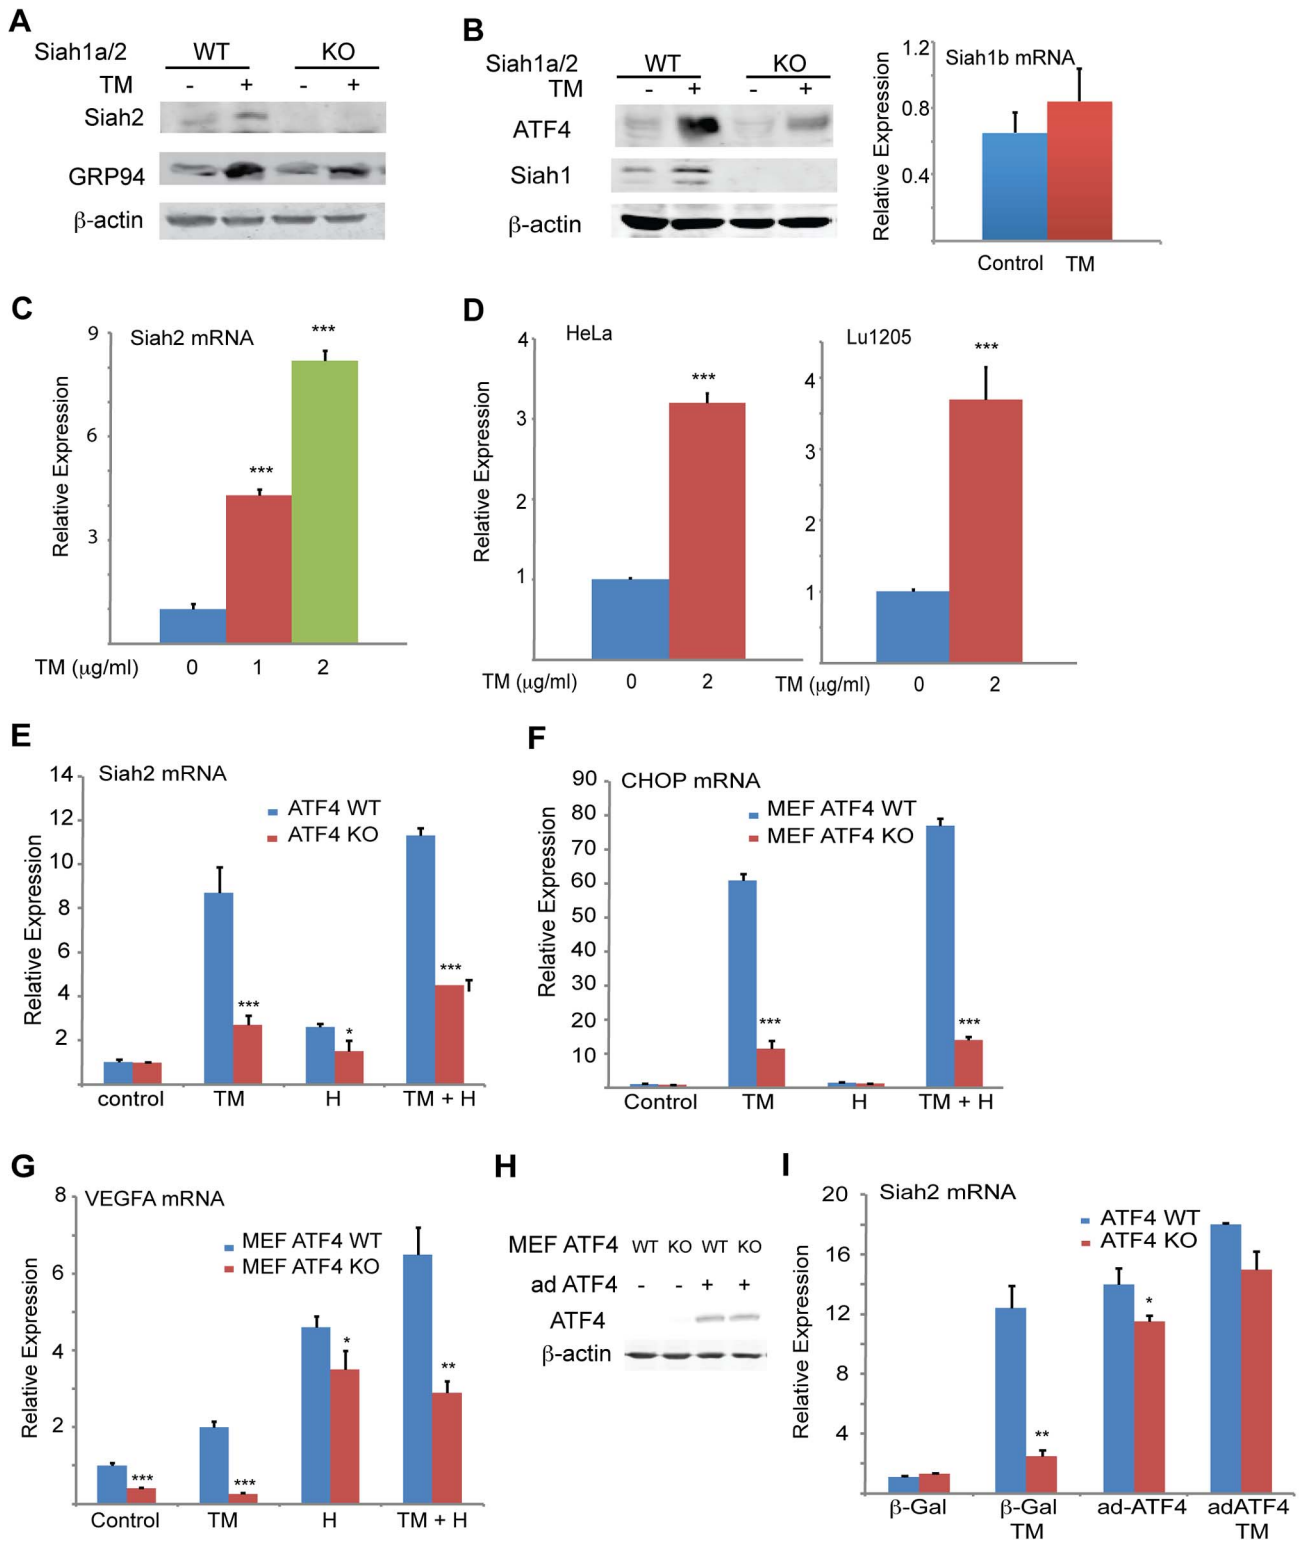 A
Siah1a/2 WT KO
TM - + - +
Siah2
GRP94
β-actin
B
Siah1a/2 WT KO
TM - + - +
ATF4
Siah1
β-actin
Siah1b mRNA
Relative Expression
1.2
0.8
0.4
Control TM
C
Siah2 mRNA
Relative Expression
9
6
3
***
***
TM (μg/ml) 0 1 2
D
HeLa
Relative Expression
4
3
2
1
***
TM (μg/ml) 0 2
Lu1205
4
3
2
1
***
TM (μg/ml) 0 2
E
Siah2 mRNA
ATF4 WT
ATF4 KO
Relative Expression
14
12
10
8
6
4
2
***
*
***
control TM H TM + H
F
CHOP mRNA
MEF ATF4 WT
MEF ATF4 KO
Relative Expression
90
80
70
60
50
40
30
20
10
***
***
Control TM H TM + H
G
VEGFA mRNA
MEF ATF4 WT
MEF ATF4 KO
Relative Expression
8
6
4
2
***
***
*
**
Control TM H TM + H
H
MEF ATF4 WT KO WT KO
ad ATF4 - - + +
ATF4
β-actin
I
Siah2 mRNA
ATF4 WT
ATF4 KO
Relative Expression
20
16
12
8
4
**
*
β-Gal β-Gal ad-ATF4 adATF4
TM TM